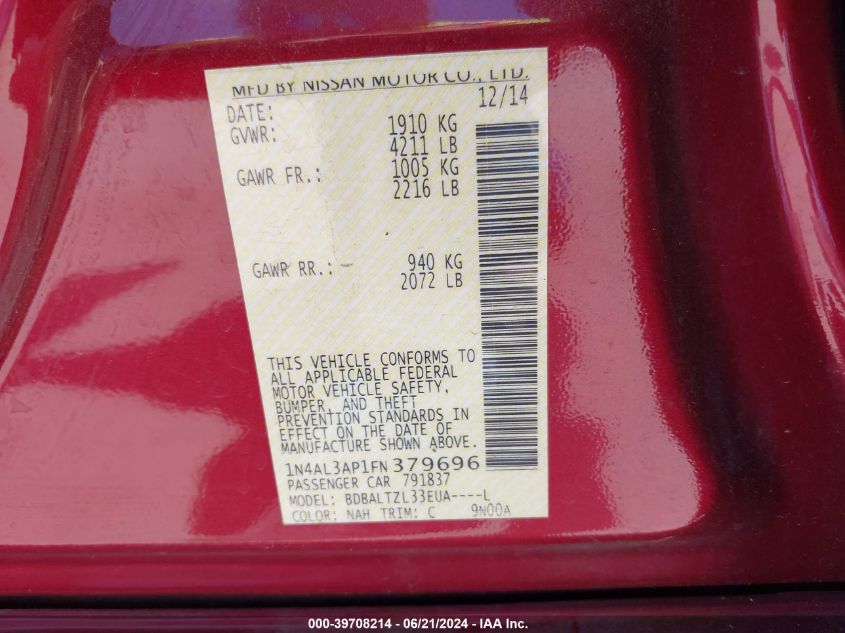 MFD BY NISSAN MOTOR CO., LTD.
DATE: 12/14
GVWR: 1910 KG
4211 LB
GAWR FR.: 1005 KG
2216 LB
GAWR RR.: 940 KG
2072 LB
THIS VEHICLE CONFORMS TO
ALL APPLICABLE FEDERAL
MOTOR VEHICLE SAFETY,
BUMPER, AND THEFT
PREVENTION STANDARDS IN
EFFECT ON THE DATE OF
MANUFACTURE SHOWN ABOVE.
1N4AL3AP1FN379696
PASSENGER CAR 791837
MODEL: BDBALTZL33EUA----L
COLOR: NAH TRIM: C 9N00A
000-39708214 - 06/21/2024 - IAA Inc.